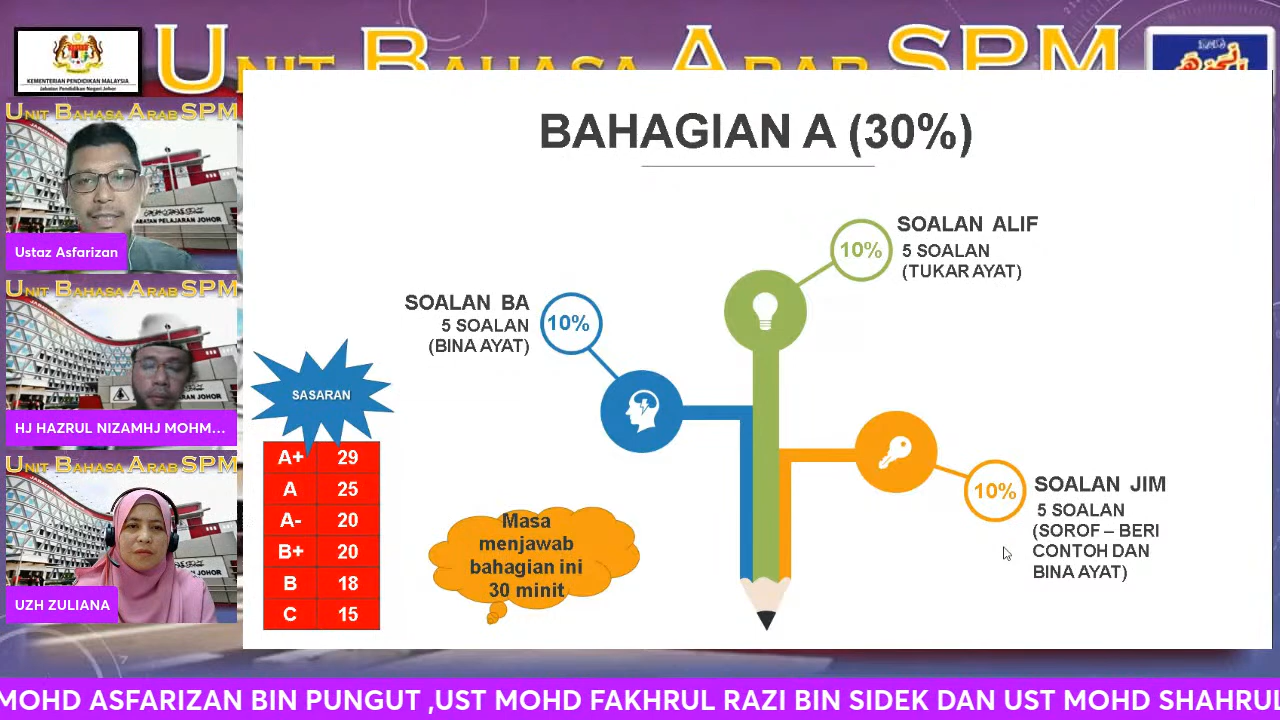 UNIT BAHASA ARAB SPM
KEMENTERIAN PENDIDIKAN MALAYSIA
Jabatan Pendidikan Negeri Johor
UNIT BAHASA ARAB SPM
JABATAN PELAJARAN JOHOR
Ustaz Asfarizan
UNIT BAHASA ARAB SPM
HJ HAZRUL NIZAMHJ MOHM...
UNIT BAHASA ARAB SPM
UZH ZULIANA
BAHAGIAN A (30%)
SOALAN ALIF
10%
5 SOALAN
(TUKAR AYAT)
SOALAN BA
10%
5 SOALAN
(BINA AYAT)
SASARAN
A+ 29
A 25
A- 20
B+ 20
B 18
C 15
Masa
menjawab
bahagian ini
30 minit
10%
SOALAN JIM
5 SOALAN
(SOROF – BERI
CONTOH DAN
BINA AYAT)
MOHD ASFARIZAN BIN PUNGUT ,UST MOHD FAKHRUL RAZI BIN SIDEK DAN UST MOHD SHAHRUL